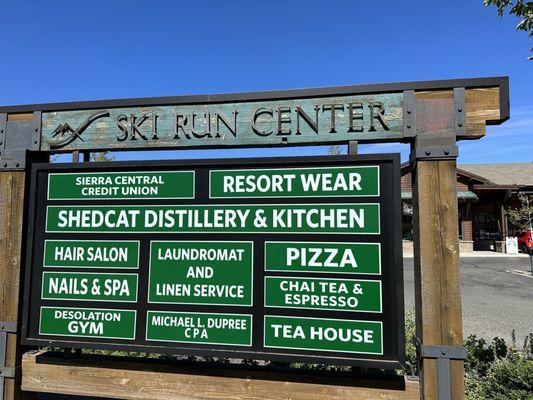 SKI RUN CENTER
SIERRA CENTRAL
CREDIT UNION
RESORT WEAR
SHEDCAT DISTILLERY & KITCHEN
HAIR SALON
NAILS & SPA
DESOLATION
GYM
LAUNDROMAT
AND
LINEN SERVICE
MICHAEL L. DUPREE
CPA
PIZZA
CHAI TEA &
ESPRESSO
TEA HOUSE